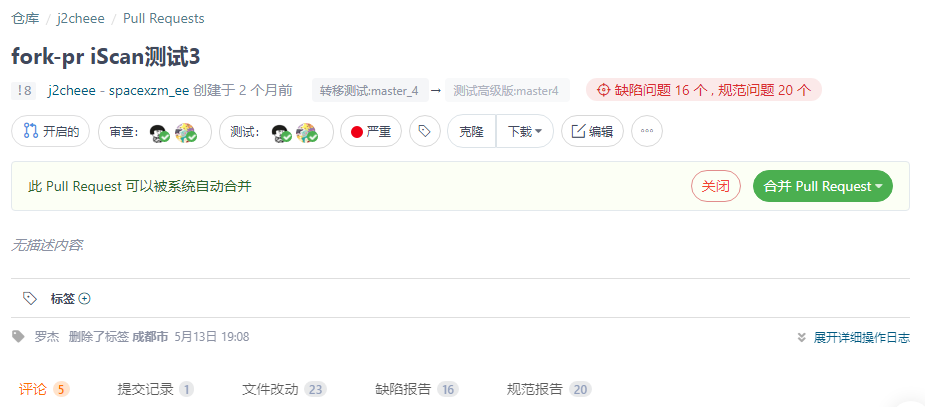 仓库 / j2cheee / Pull Requests
fork-pr iScan测试3
!8 j2cheee - spacexzm_ee 创建于 2 个月前 转移测试:master_4 → 测试高级版:master4 缺陷问题 16 个 , 规范问题 20 个
开启的 审查: 测试: 严重 克隆 下载 编辑
此 Pull Request 可以被系统自动合并 关闭 合并 Pull Request
无描述内容.
标签
罗杰 删除了标签 成都市 5月13日 19:08 展开详细操作日志
评论 5 提交记录 1 文件改动 23 缺陷报告 16 规范报告 20